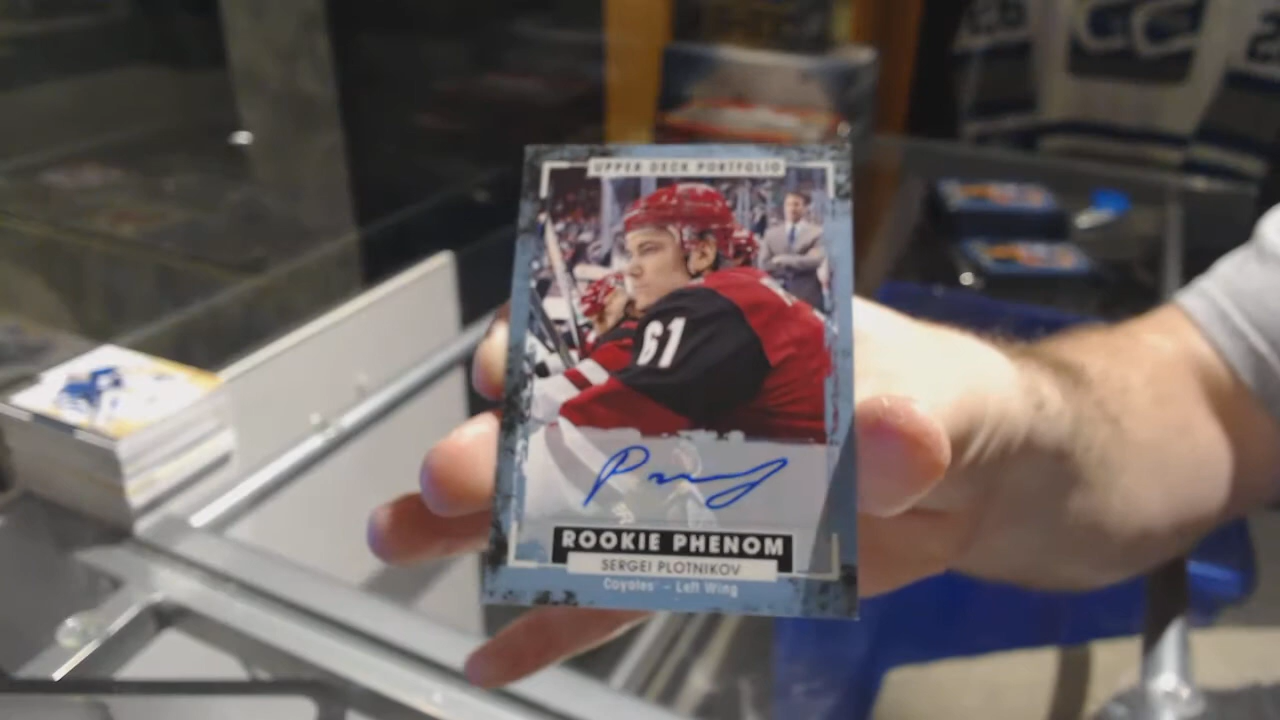 UPPER DECK PORTFOLIO
61
ROOKIE PHENOM
SERGEI PLOTNIKOV
Coyotes - Left Wing